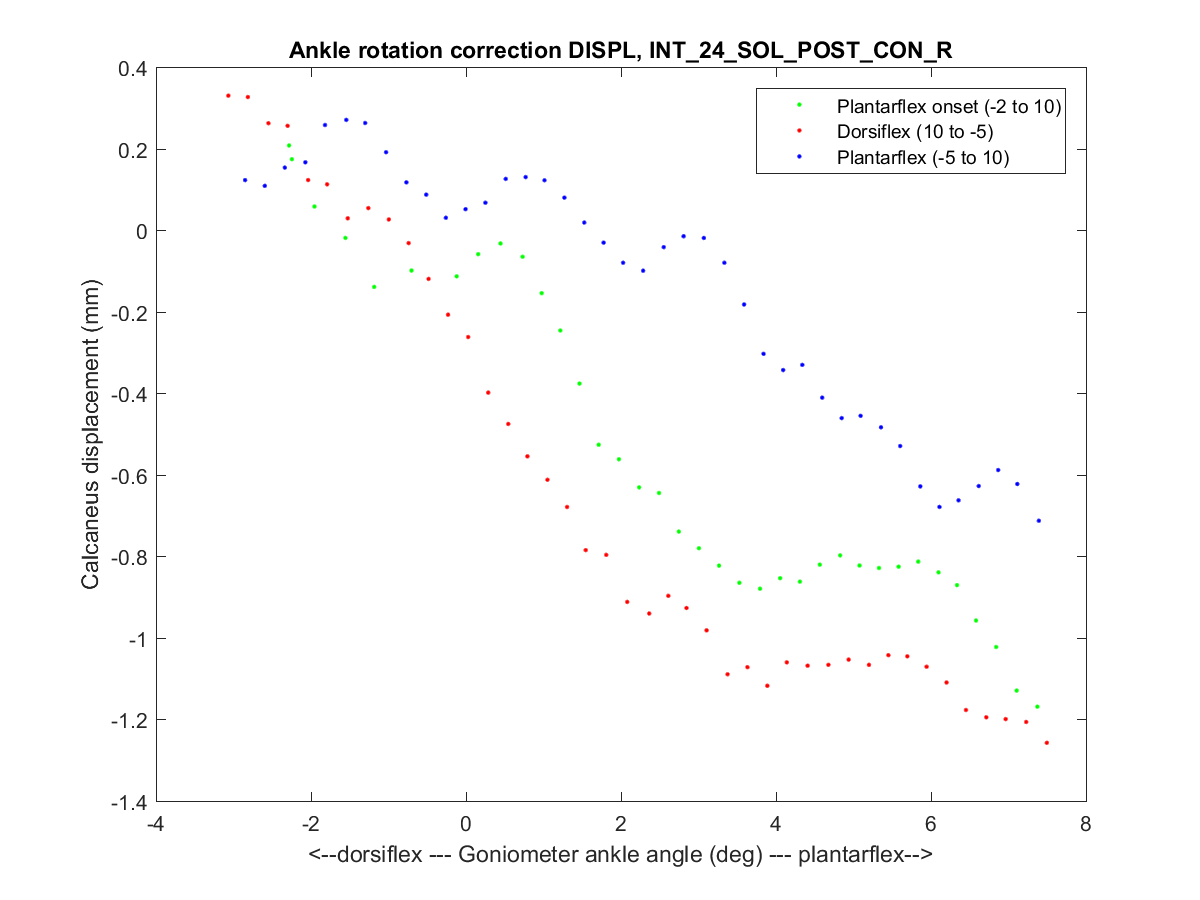 Ankle rotation correction DISPL, INT_24_SOL_POST_CON_R
0.4
0.2
0
-0.2
-0.4
-0.6
-0.8
-1
-1.2
-1.4
Calcaneus displacement (mm)
Plantarflex onset (-2 to 10)
Dorsiflex (10 to -5)
Plantarflex (-5 to 10)
-4 -2 0 2 4 6 8
<--dorsiflex --- Goniometer ankle angle (deg) --- plantarflex-->